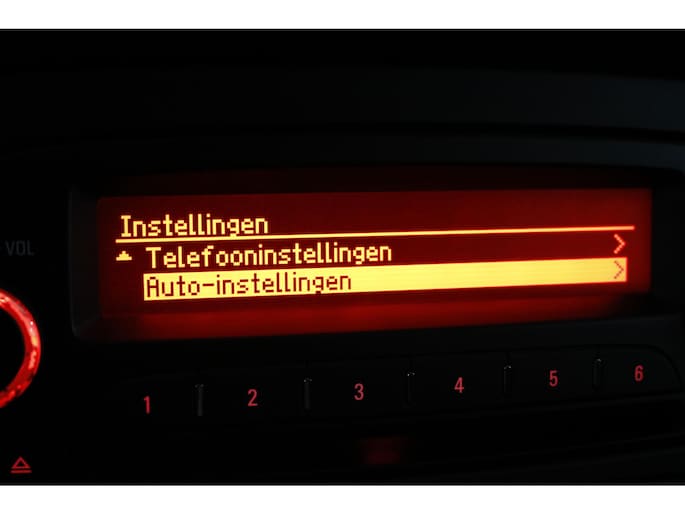 Instellingen
Telefooninstellingen
Auto-instellingen
VOL
1 2 3 4 5 6